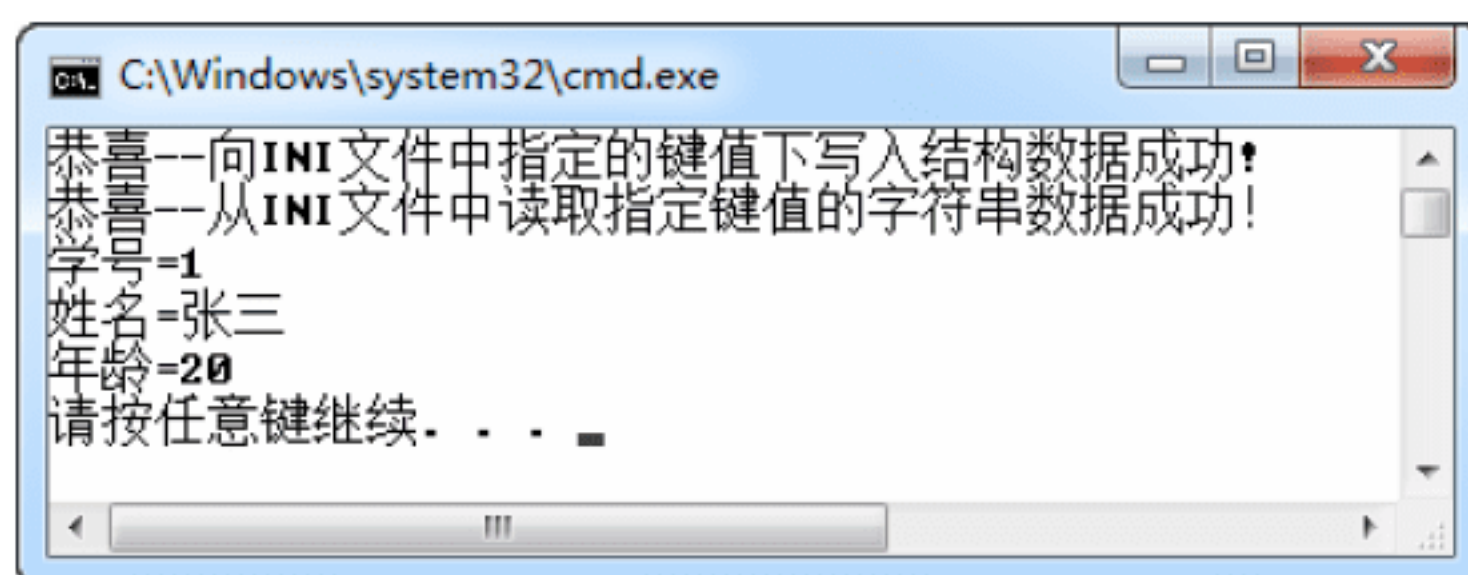 C:\Windows\system32\cmd.exe
恭喜--向INI文件中指定的键值下写入结构数据成功!
恭喜--从INI文件中读取指定键值的字符串数据成功!
学号=1
姓名=张三
年龄=20
请按任意键继续. . .